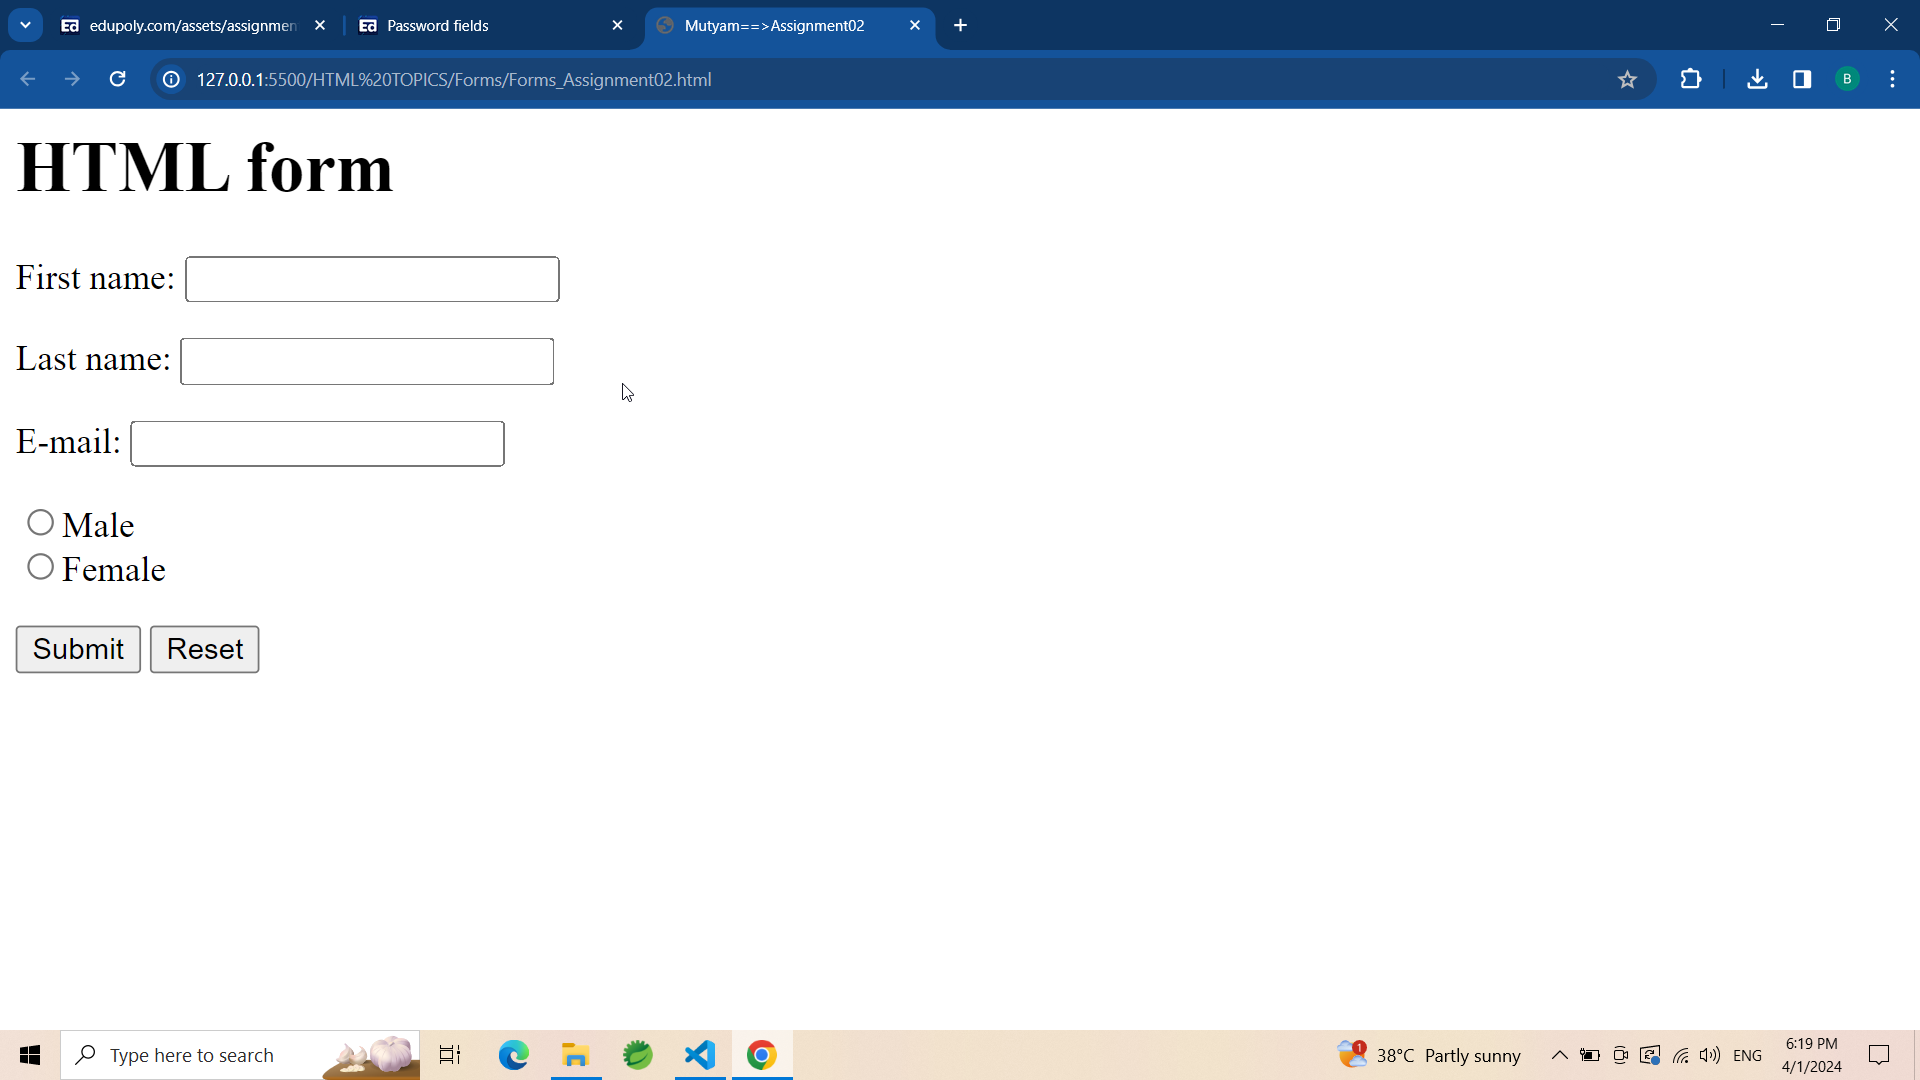 edupoly.com/assets/assignmen
Password fields
Mutyam==>Assignment02
127.0.0.1:5500/HTML%20TOPICS/Forms/Forms_Assignment02.html
B
HTML form
First name:
Last name:
E-mail:
Male
Female
Submit Reset
Type here to search
1
38°C Partly sunny
ENG
6:19 PM
4/1/2024